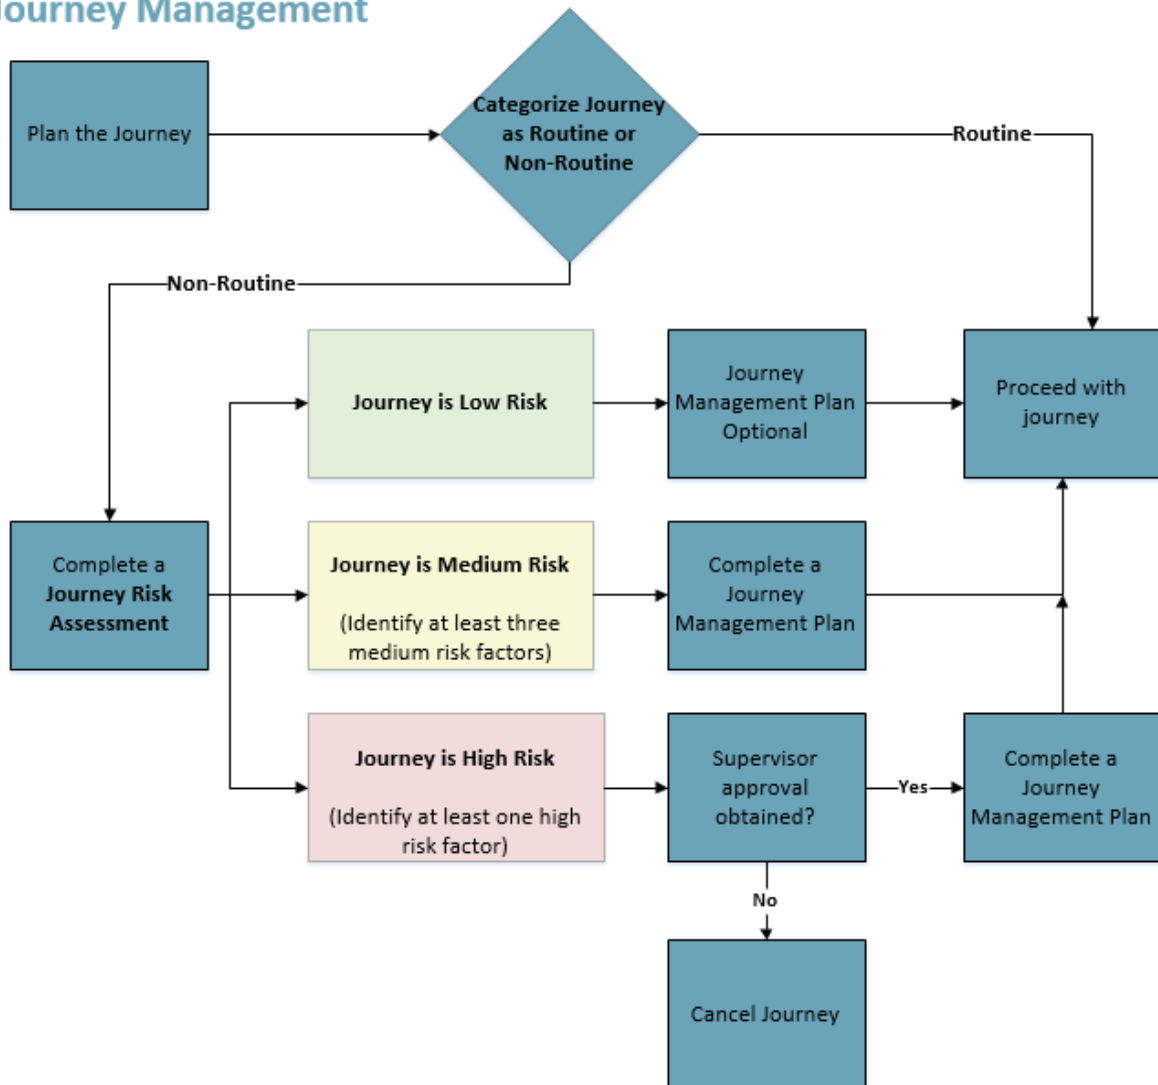 Journey Management
Plan the Journey
Categorize Journey
as Routine or
Non-Routine
Routine
Non-Routine
Journey is Low Risk
Journey
Management Plan
Optional
Proceed with
journey
Complete a
Journey Risk
Assessment
Journey is Medium Risk
(Identify at least three
medium risk factors)
Complete a
Journey
Management Plan
Journey is High Risk
(Identify at least one high
risk factor)
Supervisor
approval
obtained?
Yes
Complete a
Journey
Management Plan
No
Cancel Journey